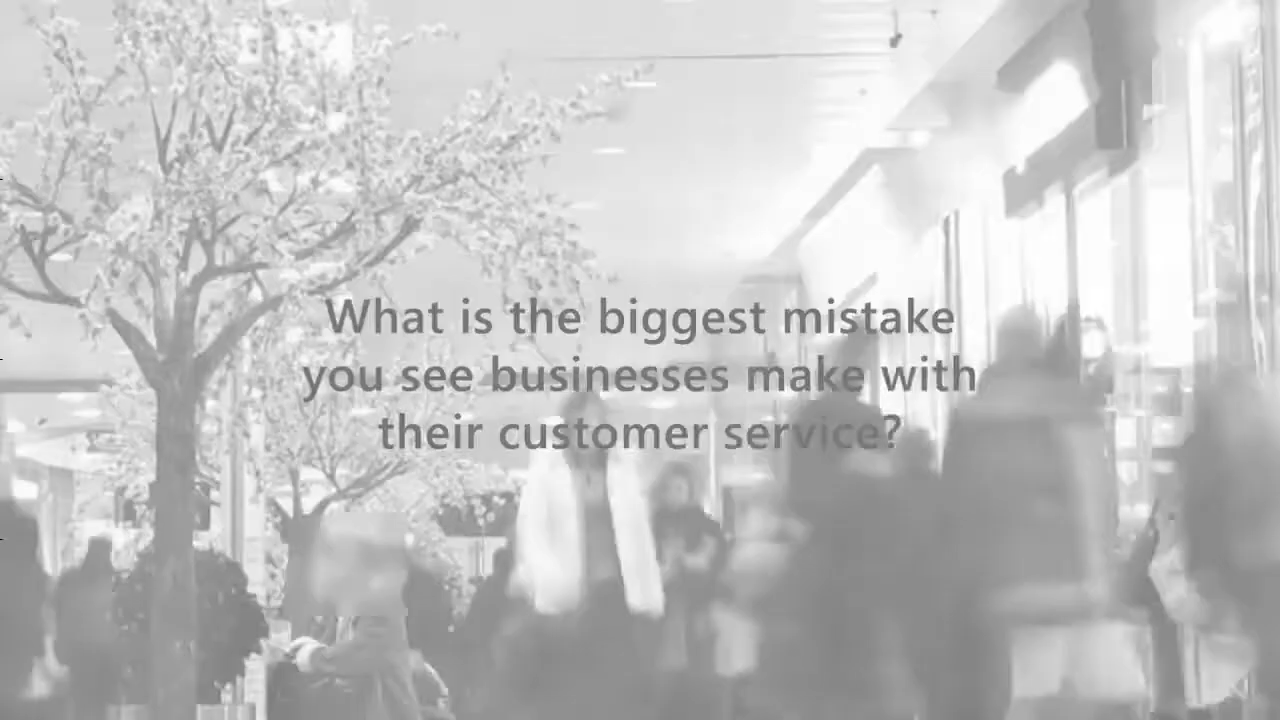 What is the biggest mistake
you see businesses make with
their customer service?